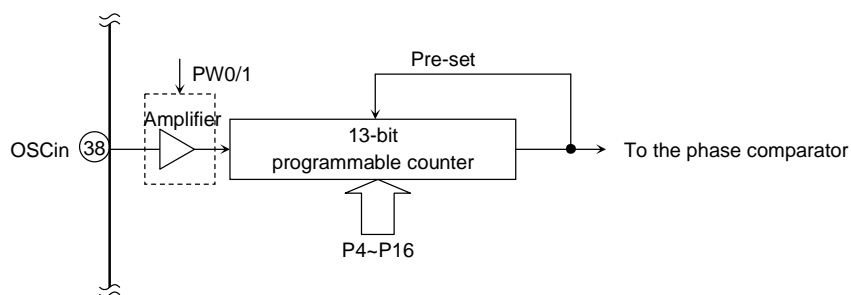 Pre-set
PW0/1
Amplifier
OSCin 38
13-bit
programmable counter
To the phase comparator
P4~P16